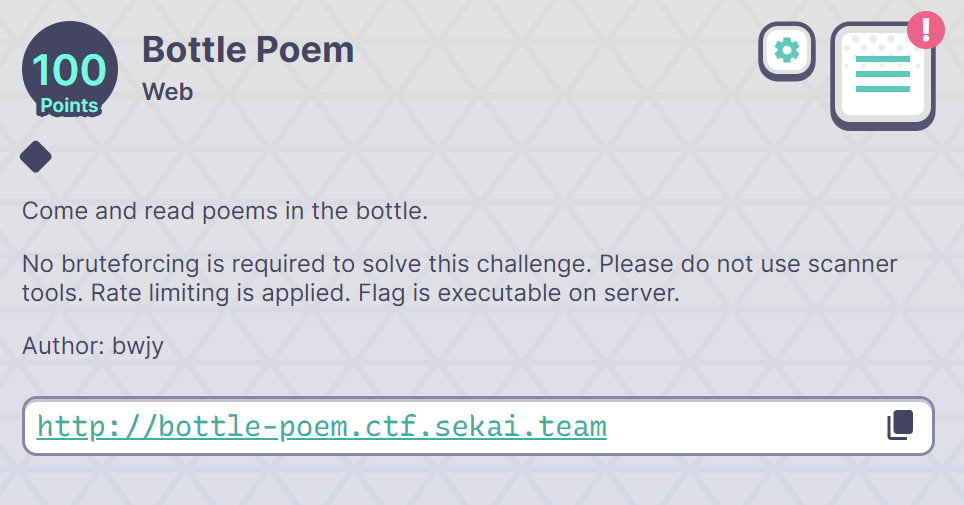 100
Points
Bottle Poem
Web
!
Come and read poems in the bottle.
No bruteforcing is required to solve this challenge. Please do not use scanner
tools. Rate limiting is applied. Flag is executable on server.
Author: bwjy
http://bottle-poem.ctf.sekai.team